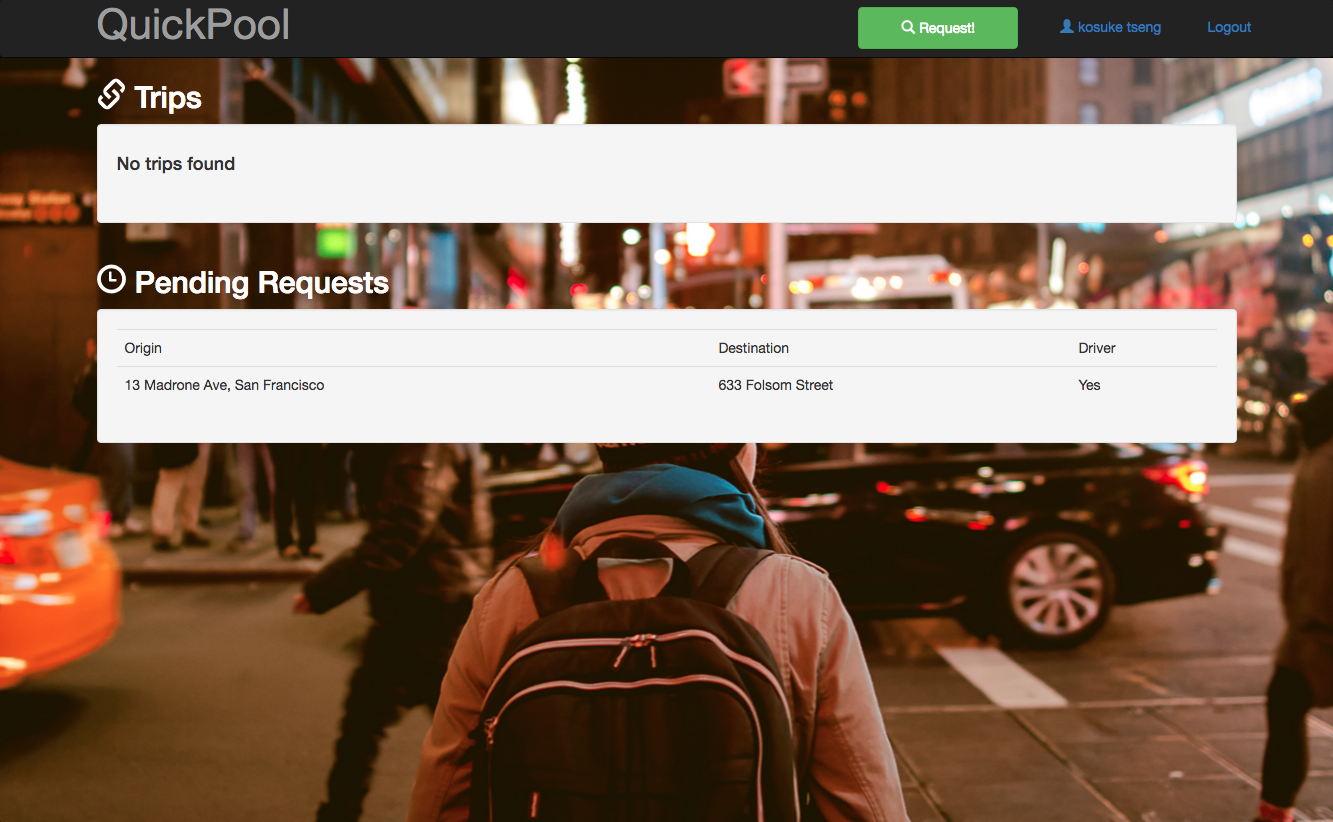 QuickPool
Request!
kosuke tseng
Logout
Trips
No trips found
Pending Requests
Origin Destination Driver
13 Madrone Ave, San Francisco 633 Folsom Street Yes